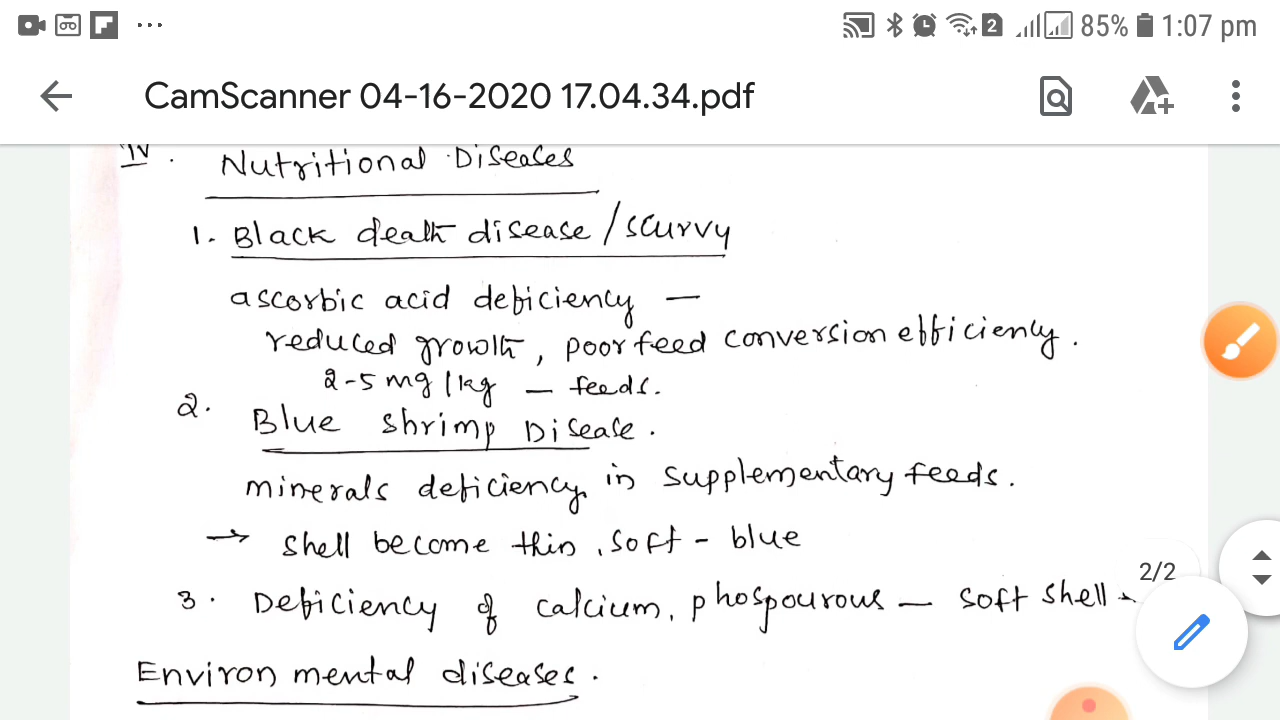 2 85% 1:07 pm
CamScanner 04-16-2020 17.04.34.pdf
IV. Nutritional Diseases
1. Black death disease/scurvy
ascorbic acid deficiency —
reduced growth, poor feed conversion efficiency.
2-5 mg/kg — feeds.
2. Blue Shrimp Disease.
minerals deficiency in supplementary feeds.
→ Shell become thin, soft - blue
3. Deficiency of calcium, phospourous — soft shell
2/2
Environmental diseases.